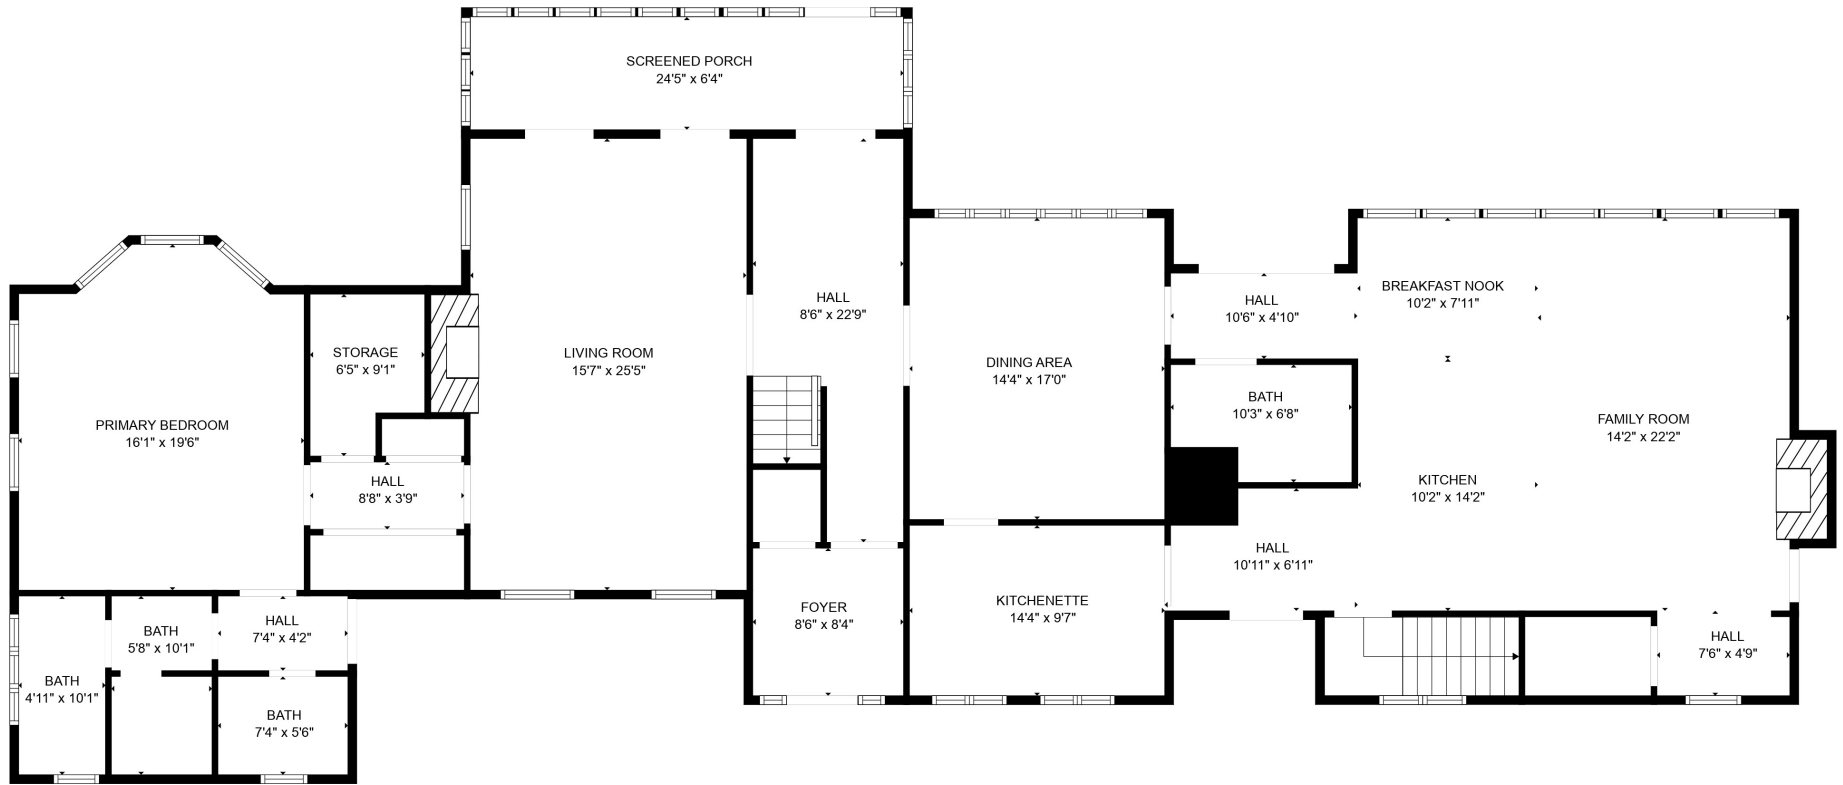 SCREENED PORCH
24'5" x 6'4"
BREAKFAST NOOK
10'2" x 7'11"
HALL
8'6" x 22'9"
HALL
10'6" x 4'10"
STORAGE
6'5" x 9'1"
LIVING ROOM
15'7" x 25'5"
DINING AREA
14'4" x 17'0"
BATH
10'3" x 6'8"
PRIMARY BEDROOM
16'1" x 19'6"
FAMILY ROOM
14'2" x 22'2"
HALL
8'8" x 3'9"
KITCHEN
10'2" x 14'2"
HALL
10'11" x 6'11"
KITCHENETTE
14'4" x 9'7"
FOYER
8'6" x 8'4"
HALL
7'4" x 4'2"
BATH
5'8" x 10'1"
HALL
7'6" x 4'9"
BATH
4'11" x 10'1"
BATH
7'4" x 5'6"